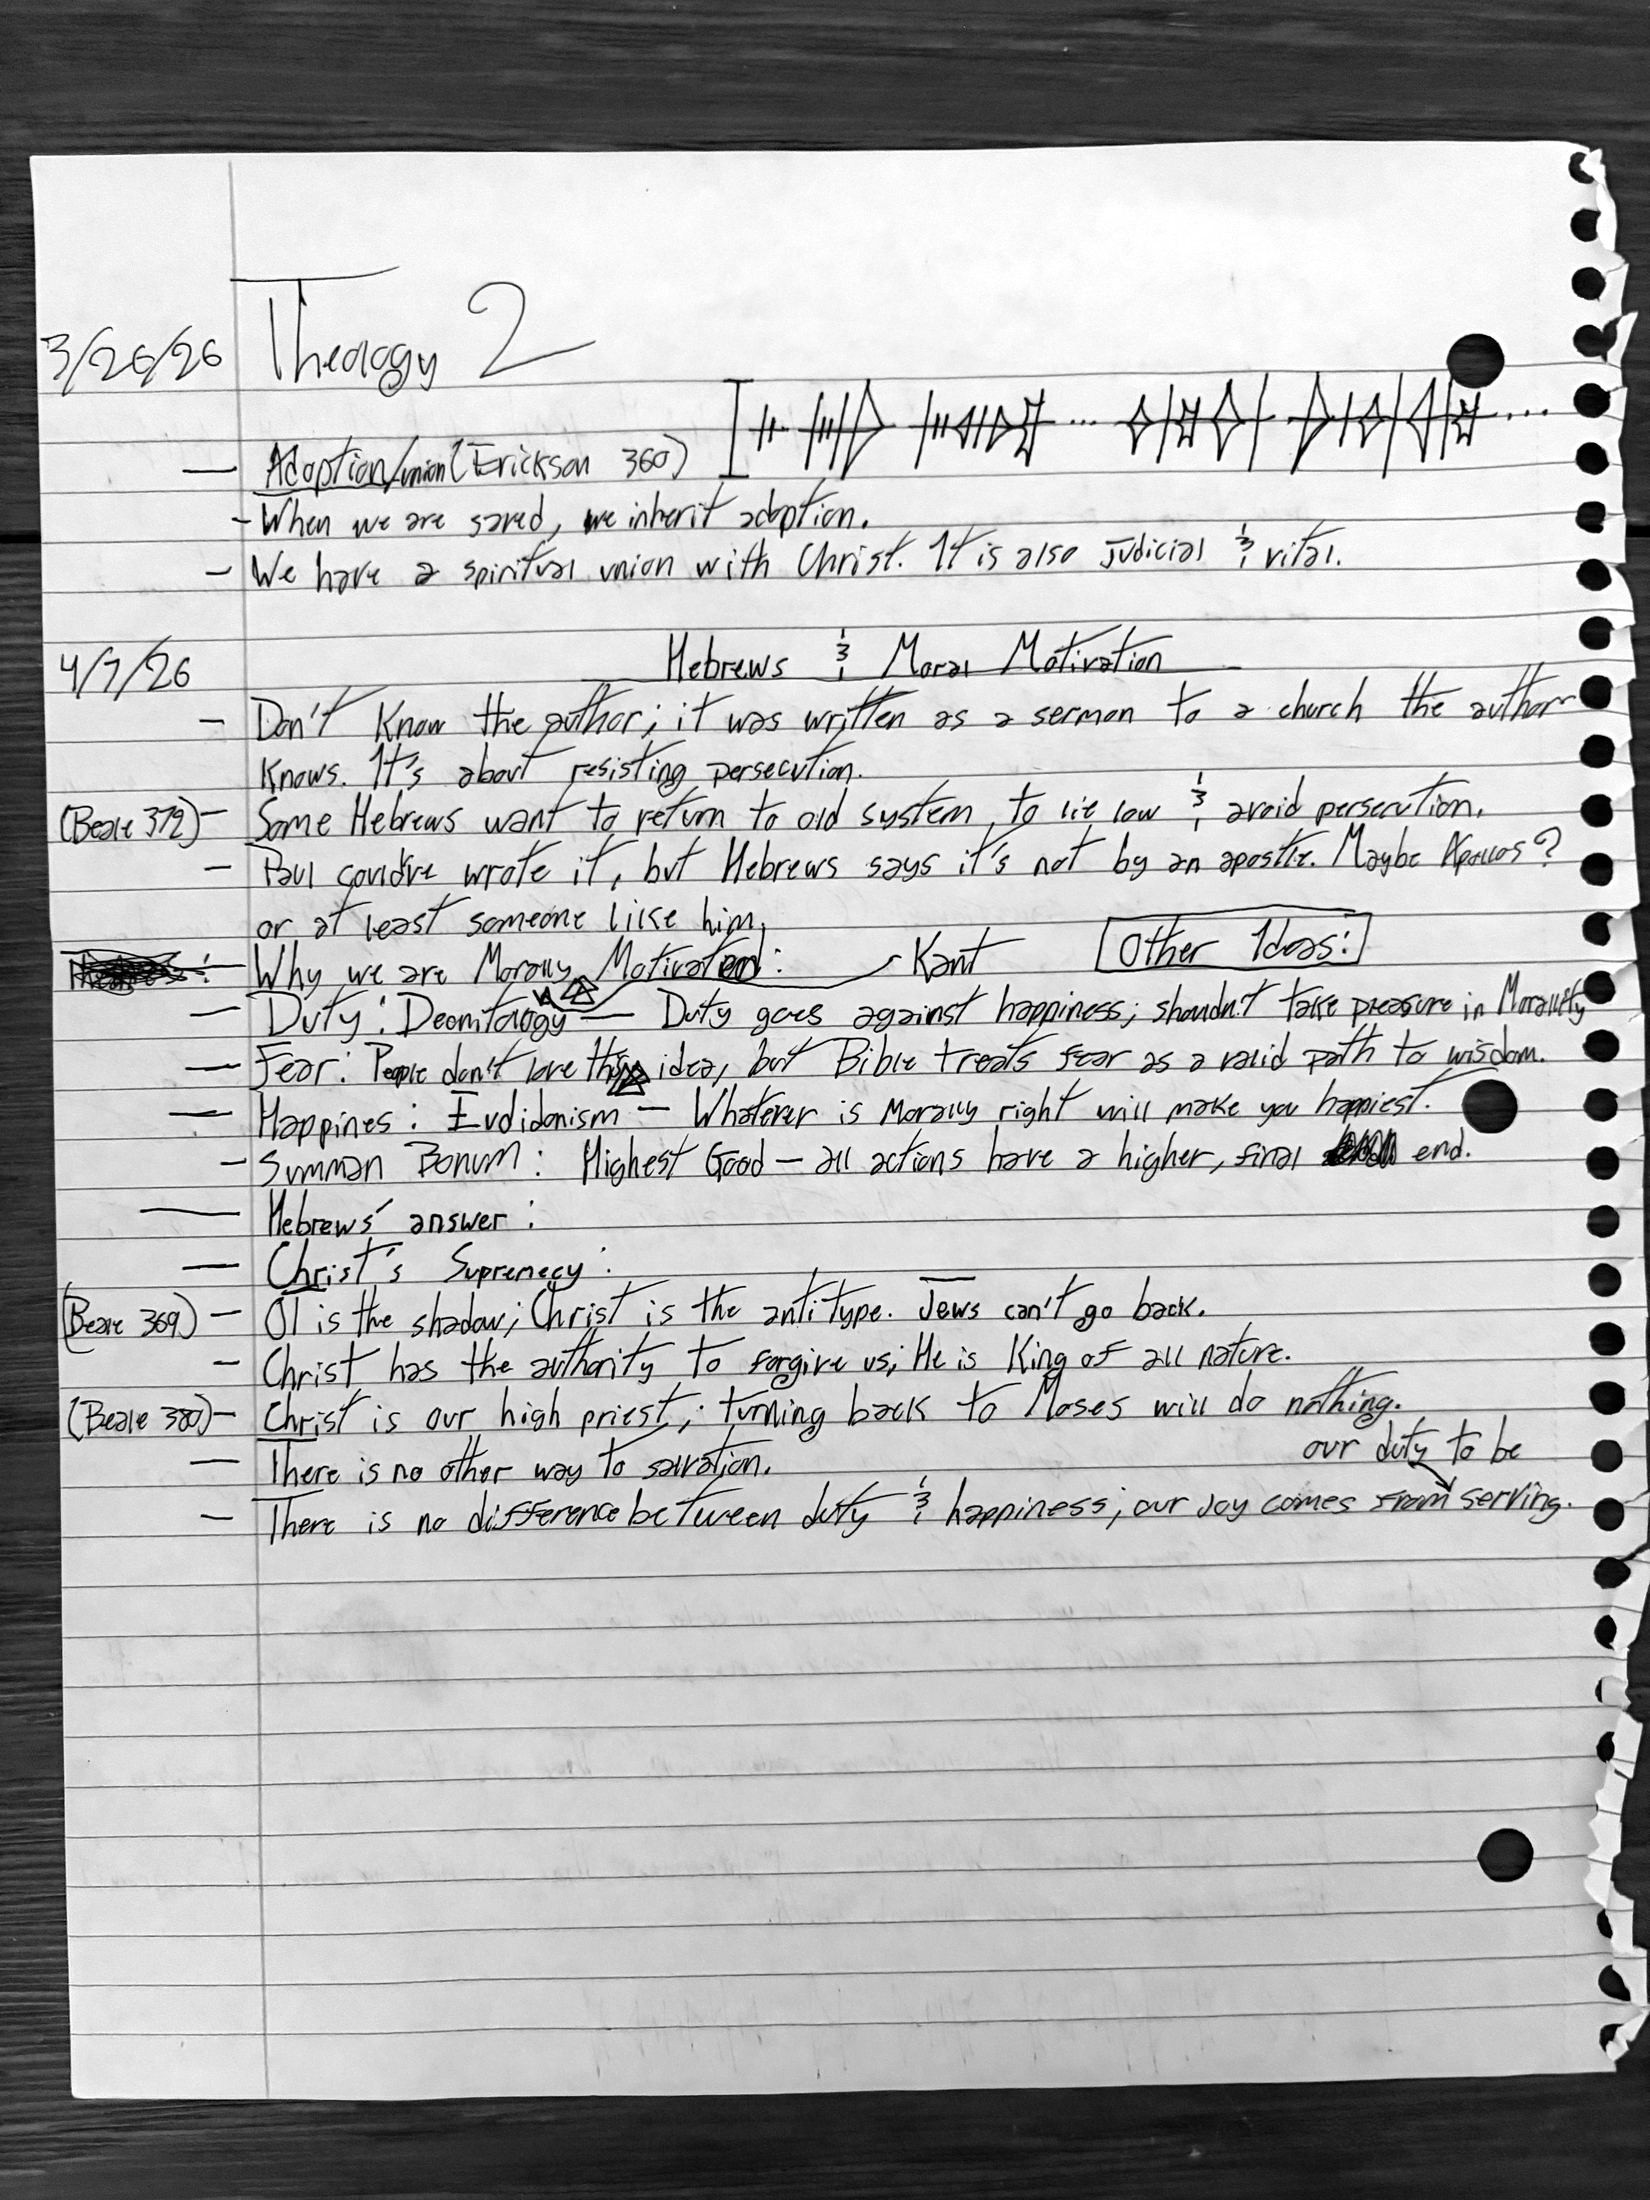 3/26/26 Theology 2
— Adoption/union (Erickson 360)
- When we are saved, we inherit adoption.
- We have a spiritual union with Christ. It is also judicial & vital.
4/7/26 Hebrews & Moral Motivation
- Don't know the author; it was written as a sermon to a church the author
knows. It's about resisting persecution.
(Beale 372) - Some Hebrews want to return to old system, to lie low & avoid persecution.
- Paul could've wrote it, but Hebrews says it's not by an apostle. Maybe Apollos?
or at least someone like him.
Other Ideas:
— Why we are Morally Motivated: Kant
— Duty: Deontology — Duty goes against happiness; shouldn't take pleasure in Morality
— Fear: People don't love this idea, but Bible treats fear as a valid path to wisdom.
— Happines: Eudidonism — Whatever is Morally right will make you happiest.
- Summan Bonum: Highest Good — all actions have a higher, final end.
— Hebrews' answer:
— Christ's Supremecy:
(Beale 369) — OT is the shadow; Christ is the antitype. Jews can't go back.
- Christ has the authority to forgive us; He is King of all nature.
(Beale 380) - Christ is our high priest; turning back to Moses will do nothing.
— There is no other way to salvation.
our duty to be
- There is no difference between duty & happiness; our joy comes from serving.